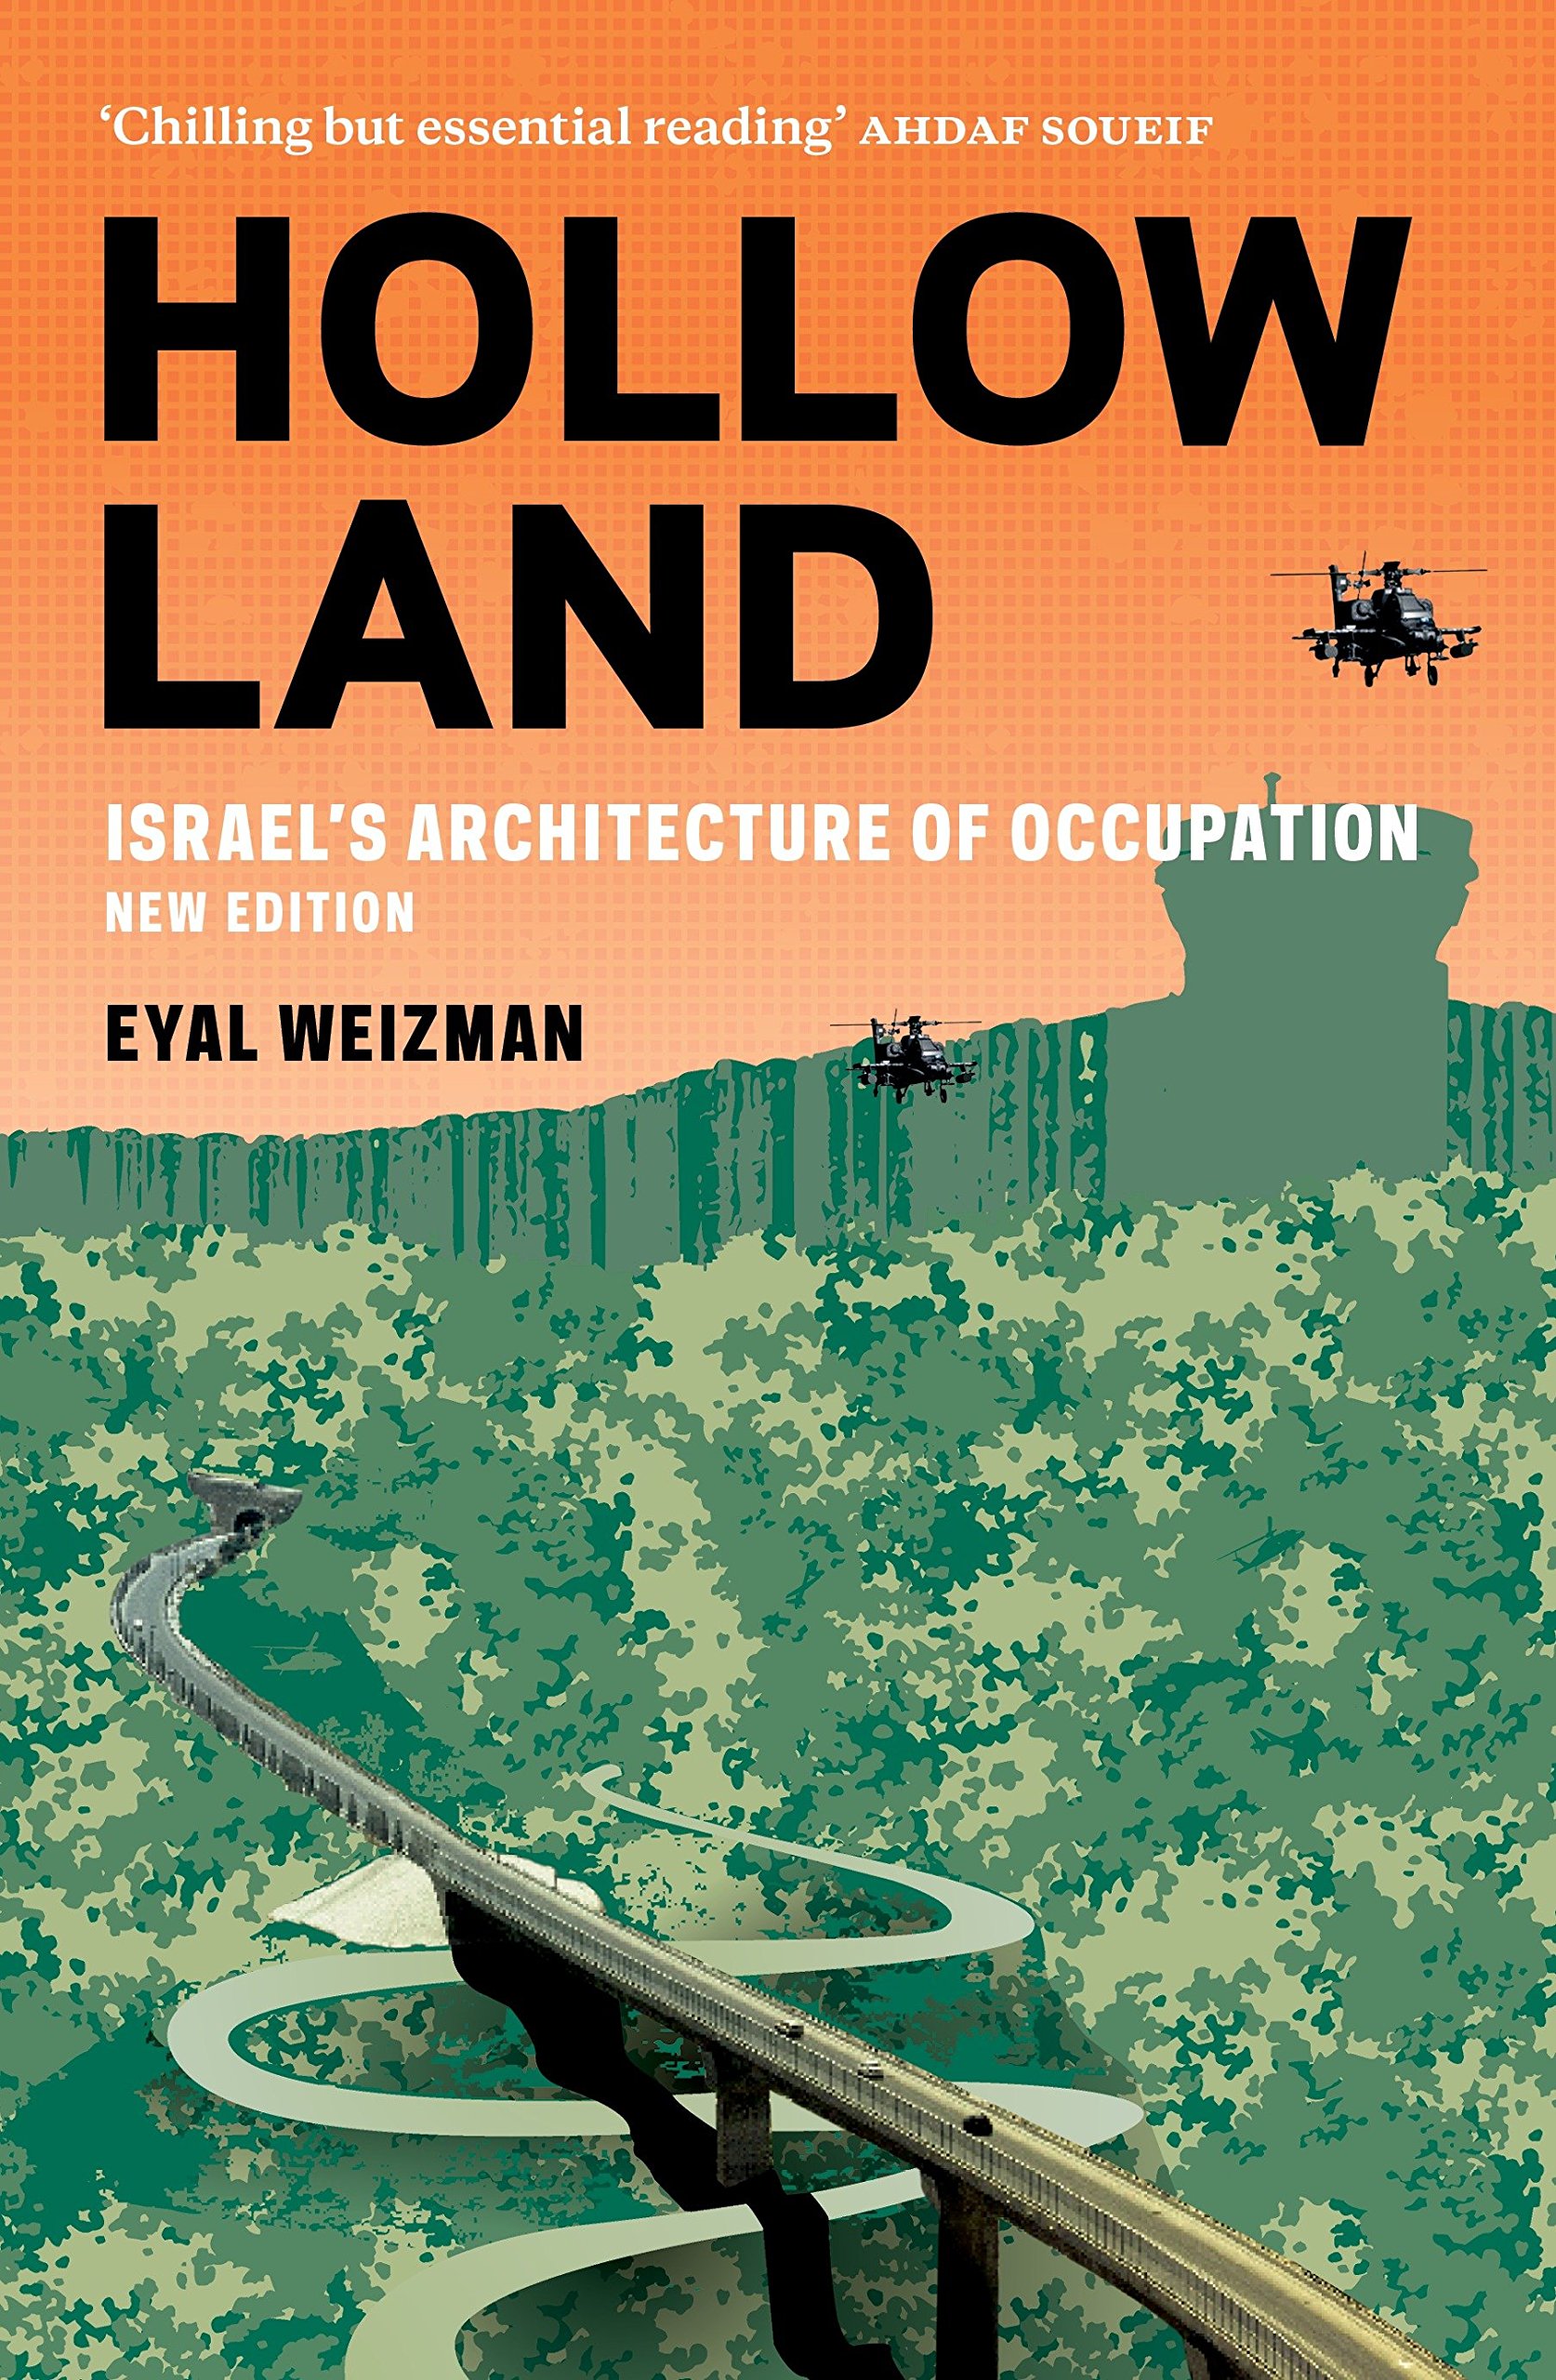 ‘Chilling but essential reading’ AHDAF SOUEIF
HOLLOW
LAND
ISRAEL’S ARCHITECTURE OF OCCUPATION
NEW EDITION
EYAL WEIZMAN